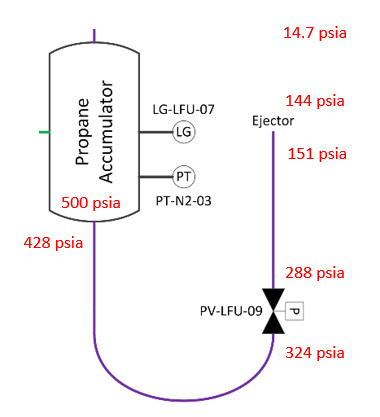 14.7 psia
LG-LFU-07
144 psia
Ejector
LG
Propane
Accumulator
151 psia
PT
PT-N2-03
500 psia
428 psia
288 psia
PV-LFU-09
P
324 psia